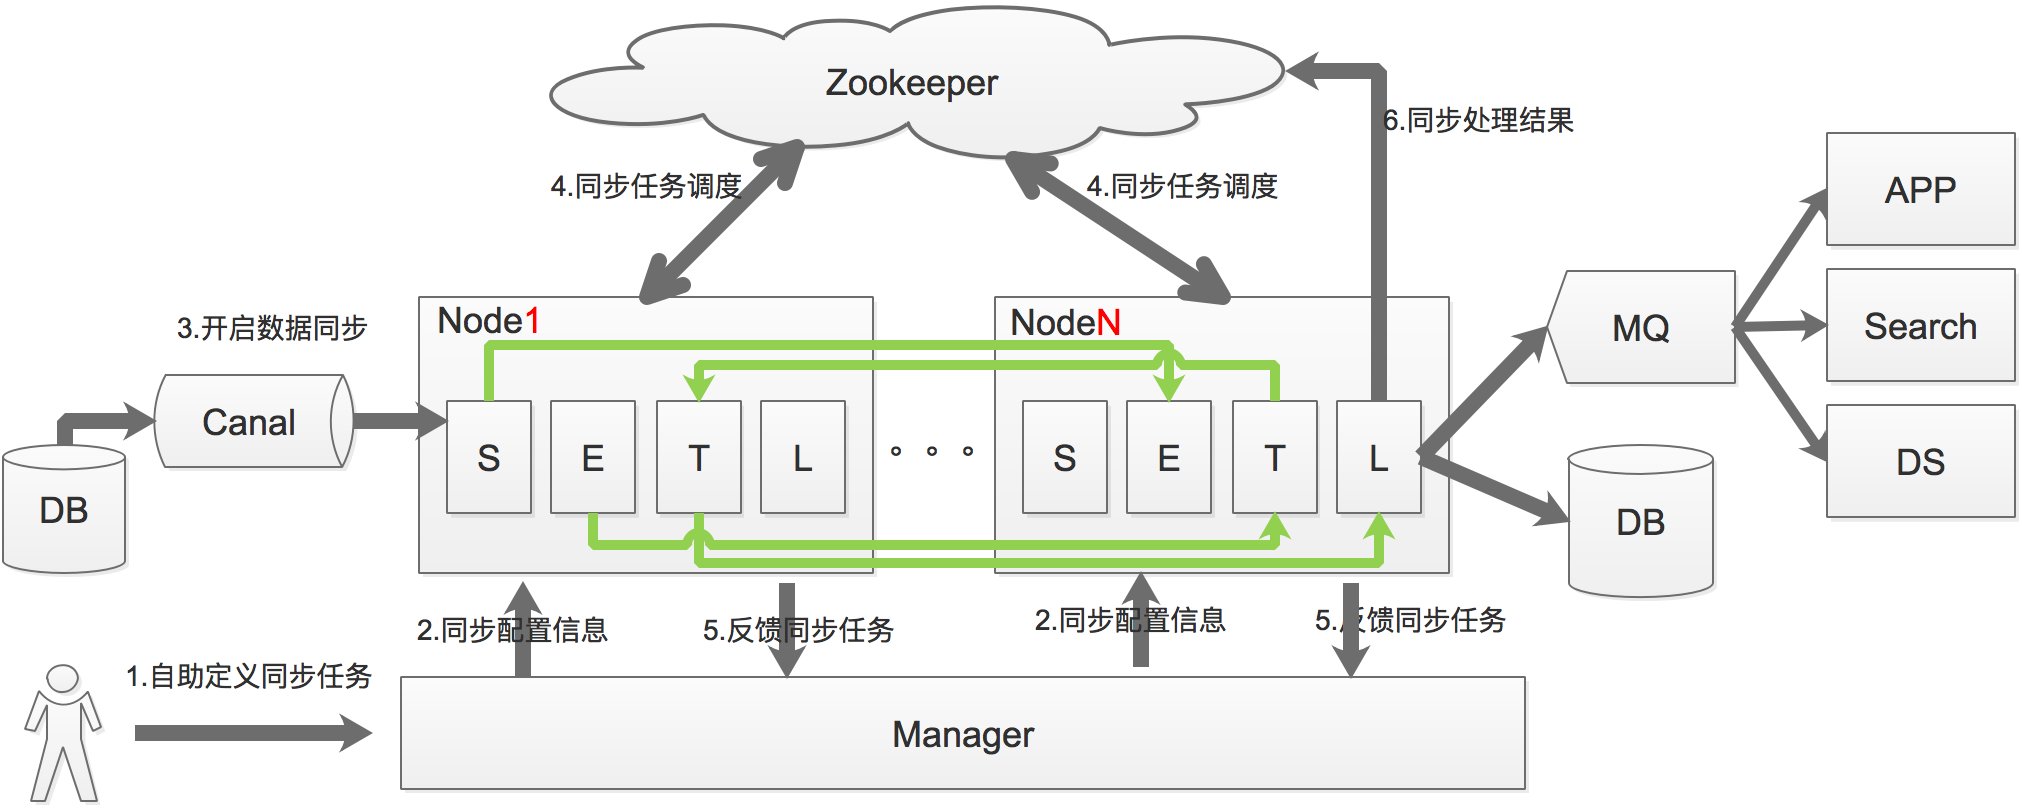 Zookeeper
6.同步处理结果
4.同步任务调度
4.同步任务调度
APP
3.开启数据同步
Node1
NodeN
MQ
Search
Canal
S
E
T
L
。。。
S
E
T
L
DS
DB
DB
2.同步配置信息
5.反馈同步任务
2.同步配置信息
5.反馈同步任务
1.自助定义同步任务
Manager